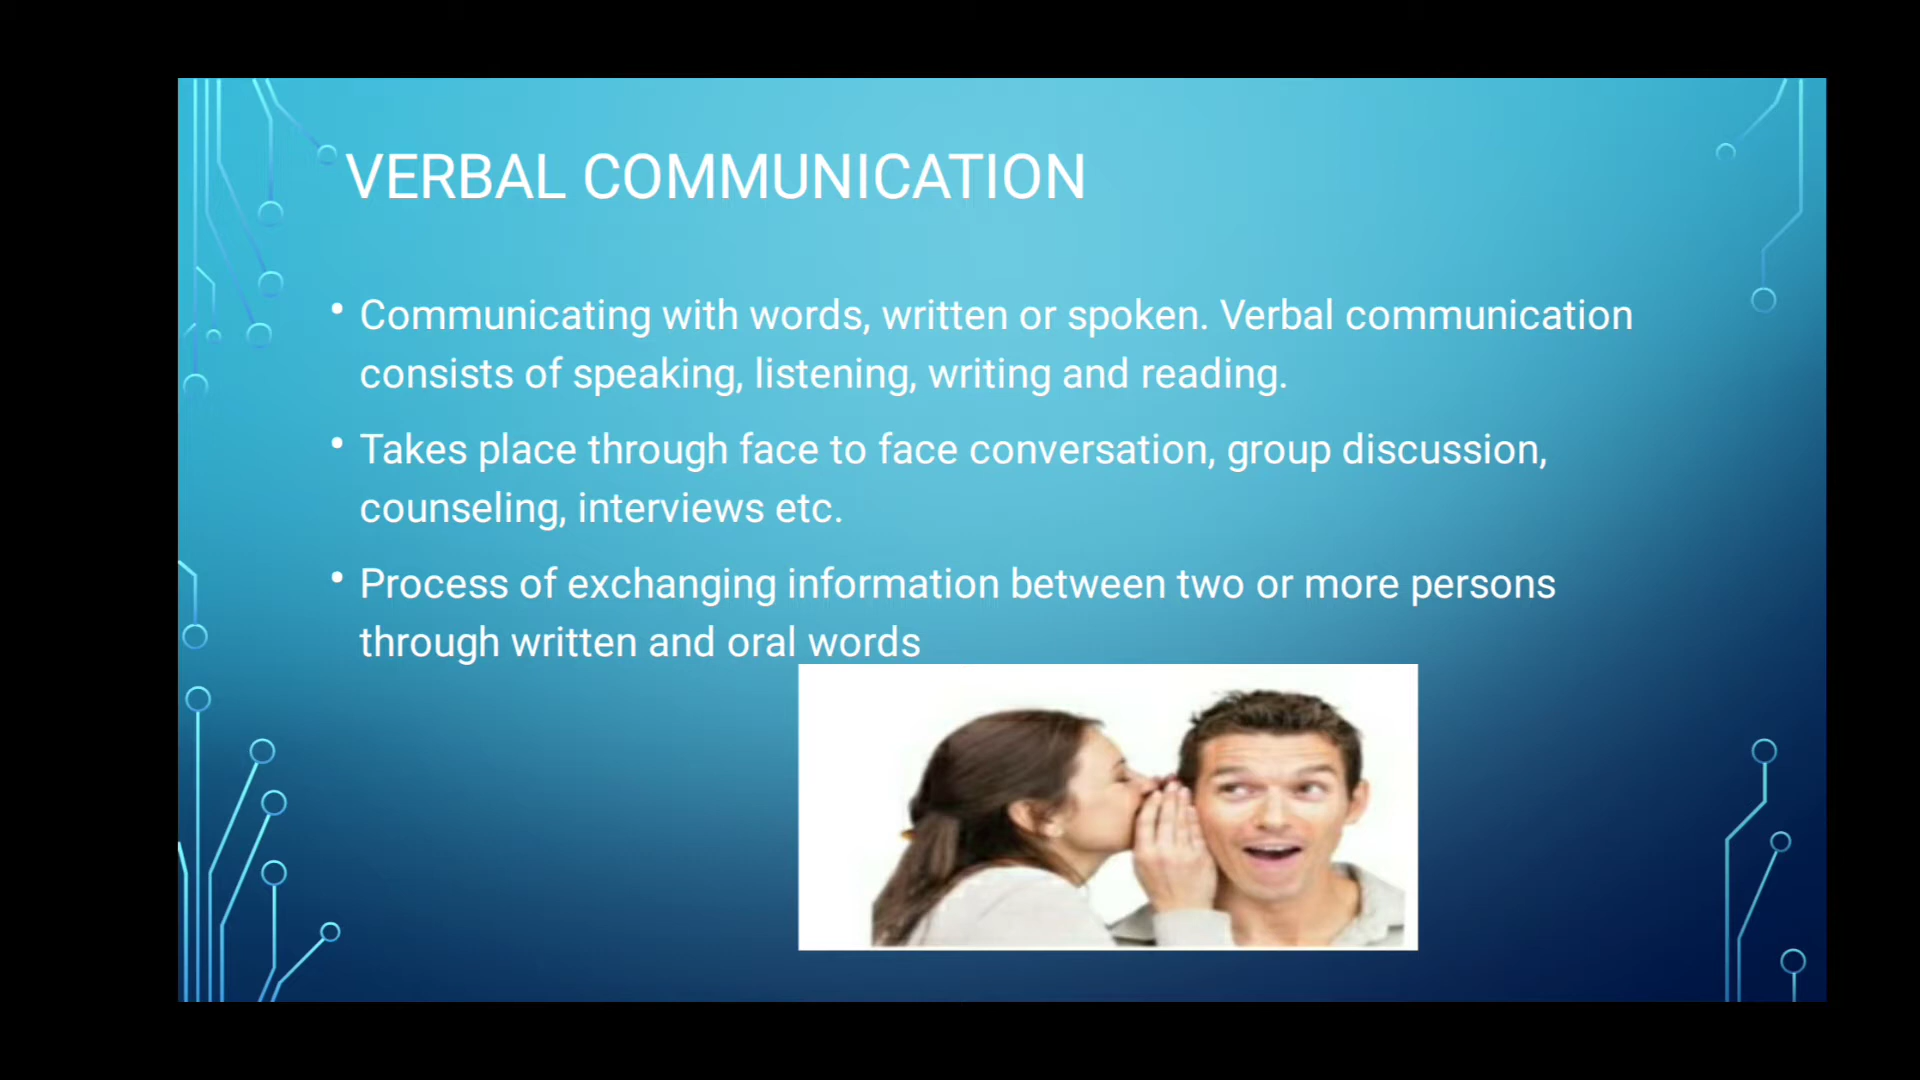 VERBAL COMMUNICATION
• Communicating with words, written or spoken. Verbal communication
consists of speaking, listening, writing and reading.
• Takes place through face to face conversation, group discussion,
counseling, interviews etc.
• Process of exchanging information between two or more persons
through written and oral words